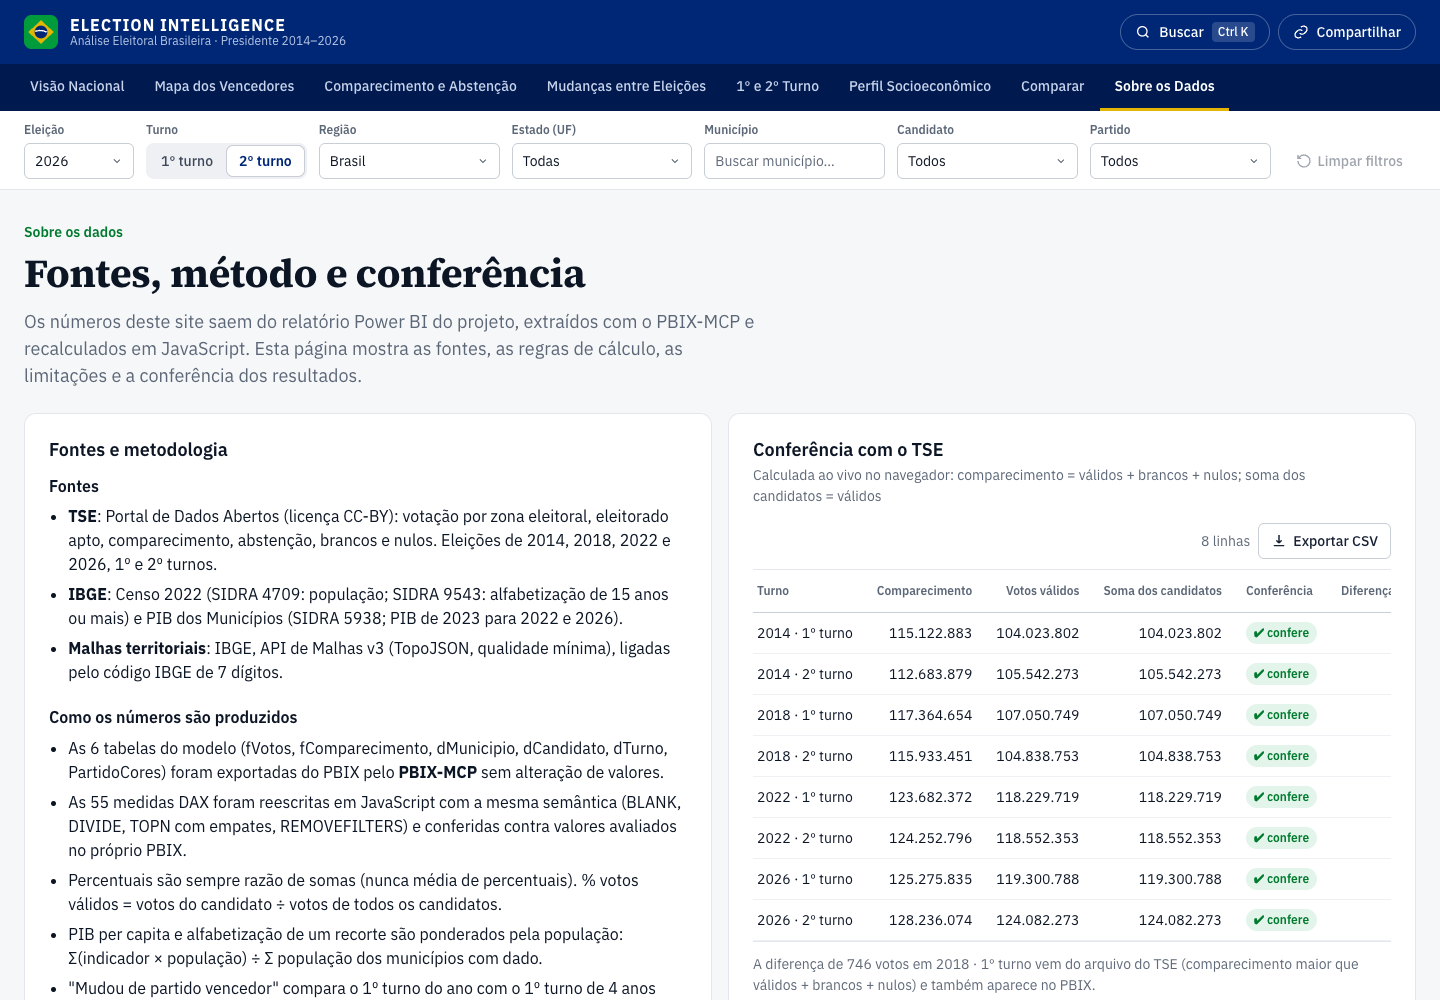 ELECTION INTELLIGENCE
Análise Eleitoral Brasileira · Presidente 2014–2026
Buscar Ctrl K
Compartilhar
Visão Nacional Mapa dos Vencedores Comparecimento e Abstenção Mudanças entre Eleições 1º e 2º Turno Perfil Socioeconômico Comparar Sobre os Dados
Eleição Turno Região Estado (UF) Município Candidato Partido
2026 1º turno 2º turno Brasil Todas Buscar município... Todos Todos Limpar filtros
Sobre os dados
Fontes, método e conferência
Os números deste site saem do relatório Power BI do projeto, extraídos com o PBIX-MCP e
recalculados em JavaScript. Esta página mostra as fontes, as regras de cálculo, as
limitações e a conferência dos resultados.
Fontes e metodologia
Fontes
• TSE: Portal de Dados Abertos (licença CC-BY): votação por zona eleitoral, eleitorado
apto, comparecimento, abstenção, brancos e nulos. Eleições de 2014, 2018, 2022 e
2026, 1º e 2º turnos.
• IBGE: Censo 2022 (SIDRA 4709: população; SIDRA 9543: alfabetização de 15 anos
ou mais) e PIB dos Municípios (SIDRA 5938; PIB de 2023 para 2022 e 2026).
• Malhas territoriais: IBGE, API de Malhas v3 (TopoJSON, qualidade mínima), ligadas
pelo código IBGE de 7 dígitos.
Como os números são produzidos
• As 6 tabelas do modelo (fVotos, fComparecimento, dMunicipio, dCandidato, dTurno,
PartidoCores) foram exportadas do PBIX pelo PBIX-MCP sem alteração de valores.
• As 55 medidas DAX foram reescritas em JavaScript com a mesma semântica (BLANK,
DIVIDE, TOPN com empates, REMOVEFILTERS) e conferidas contra valores avaliados
no próprio PBIX.
• Percentuais são sempre razão de somas (nunca média de percentuais). % votos
válidos = votos do candidato ÷ votos de todos os candidatos.
• PIB per capita e alfabetização de um recorte são ponderados pela população:
Σ(indicador × população) ÷ Σ população dos municípios com dado.
• "Mudou de partido vencedor" compara o 1º turno do ano com o 1º turno de 4 anos
Conferência com o TSE
Calculada ao vivo no navegador: comparecimento = válidos + brancos + nulos; soma dos
candidatos = válidos
8 linhas Exportar CSV
Turno Comparecimento Votos válidos Soma dos candidatos Conferência Diferença
2014 · 1º turno 115.122.883 104.023.802 104.023.802 ✔ confere
2014 · 2º turno 112.683.879 105.542.273 105.542.273 ✔ confere
2018 · 1º turno 117.364.654 107.050.749 107.050.749 ✔ confere
2018 · 2º turno 115.933.451 104.838.753 104.838.753 ✔ confere
2022 · 1º turno 123.682.372 118.229.719 118.229.719 ✔ confere
2022 · 2º turno 124.252.796 118.552.353 118.552.353 ✔ confere
2026 · 1º turno 125.275.835 119.300.788 119.300.788 ✔ confere
2026 · 2º turno 128.236.074 124.082.273 124.082.273 ✔ confere
A diferença de 746 votos em 2018 · 1º turno vem do arquivo do TSE (comparecimento maior que
válidos + brancos + nulos) e também aparece no PBIX.